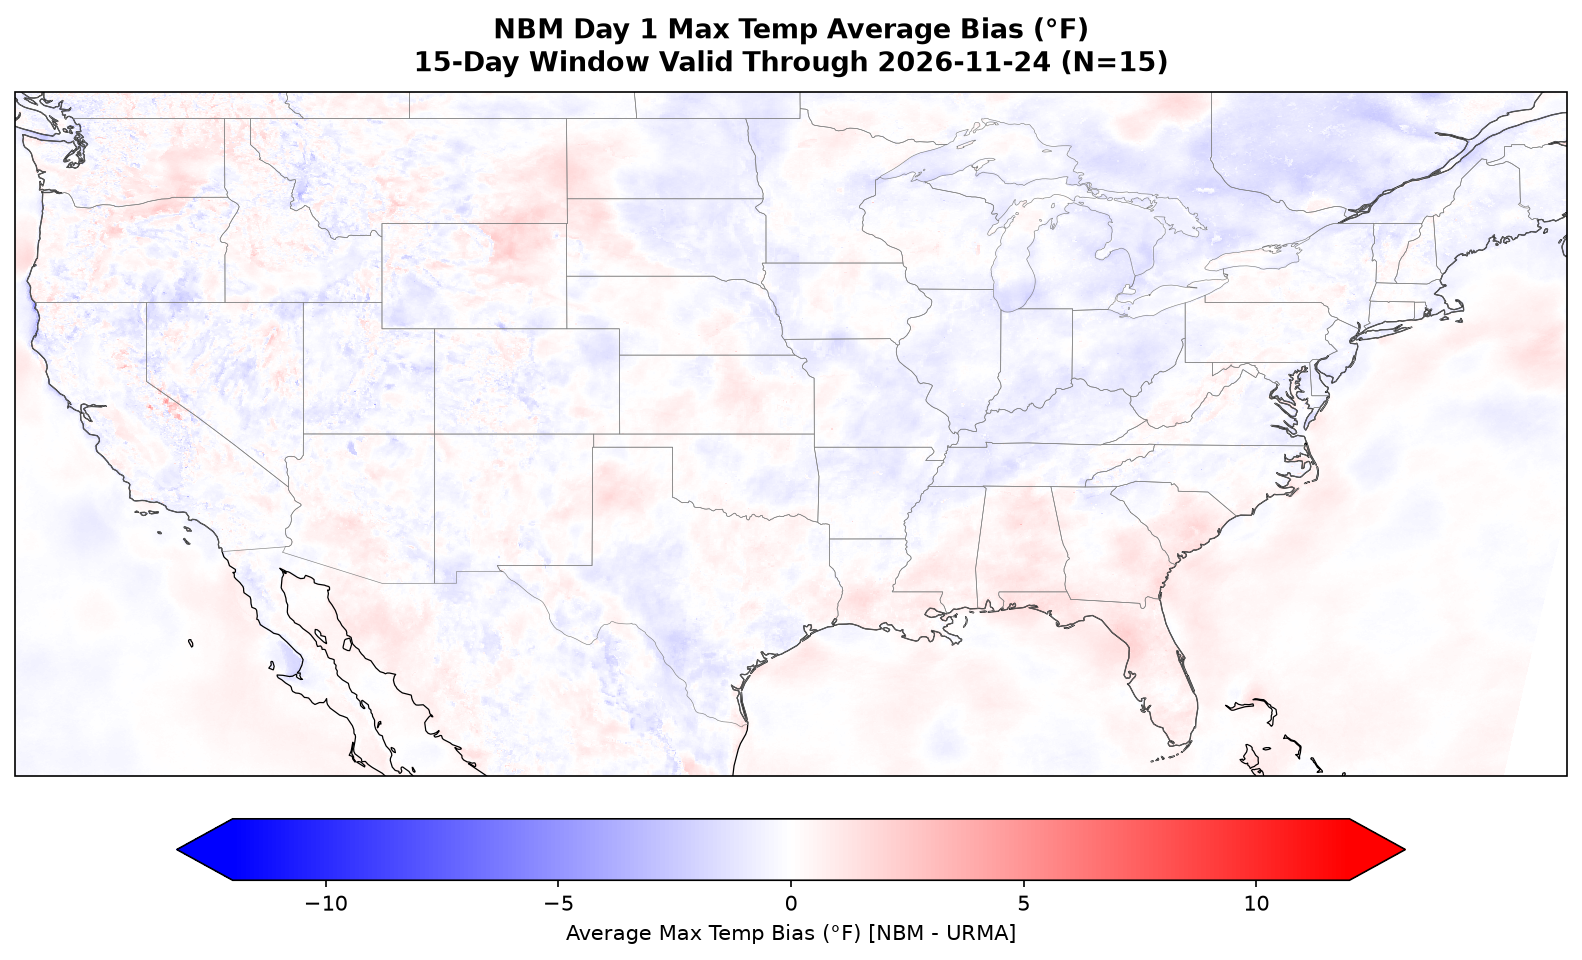 NBM Day 1 Max Temp Average Bias (°F)
15-Day Window Valid Through 2026-11-24 (N=15)
−10 −5 0 5 10
Average Max Temp Bias (°F) [NBM - URMA]